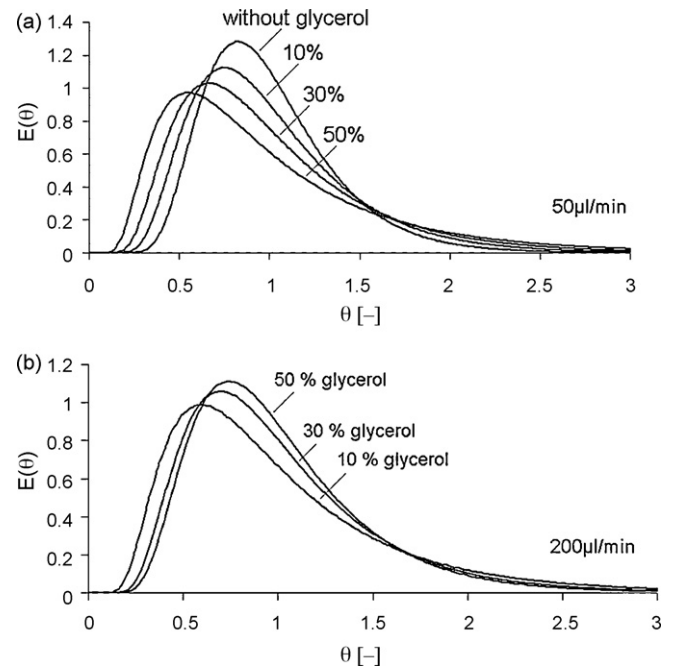 (a)
1.4
1.2
1
0.8
0.6
0.4
0.2
0
E(θ)
without glycerol
10%
30%
50%
50µl/min
0 0.5 1 1.5 2 2.5 3
θ [–]
(b)
1.2
1
0.8
0.6
0.4
0.2
0
E(θ)
50 % glycerol
30 % glycerol
10 % glycerol
200µl/min
0 0.5 1 1.5 2 2.5 3
θ [–]